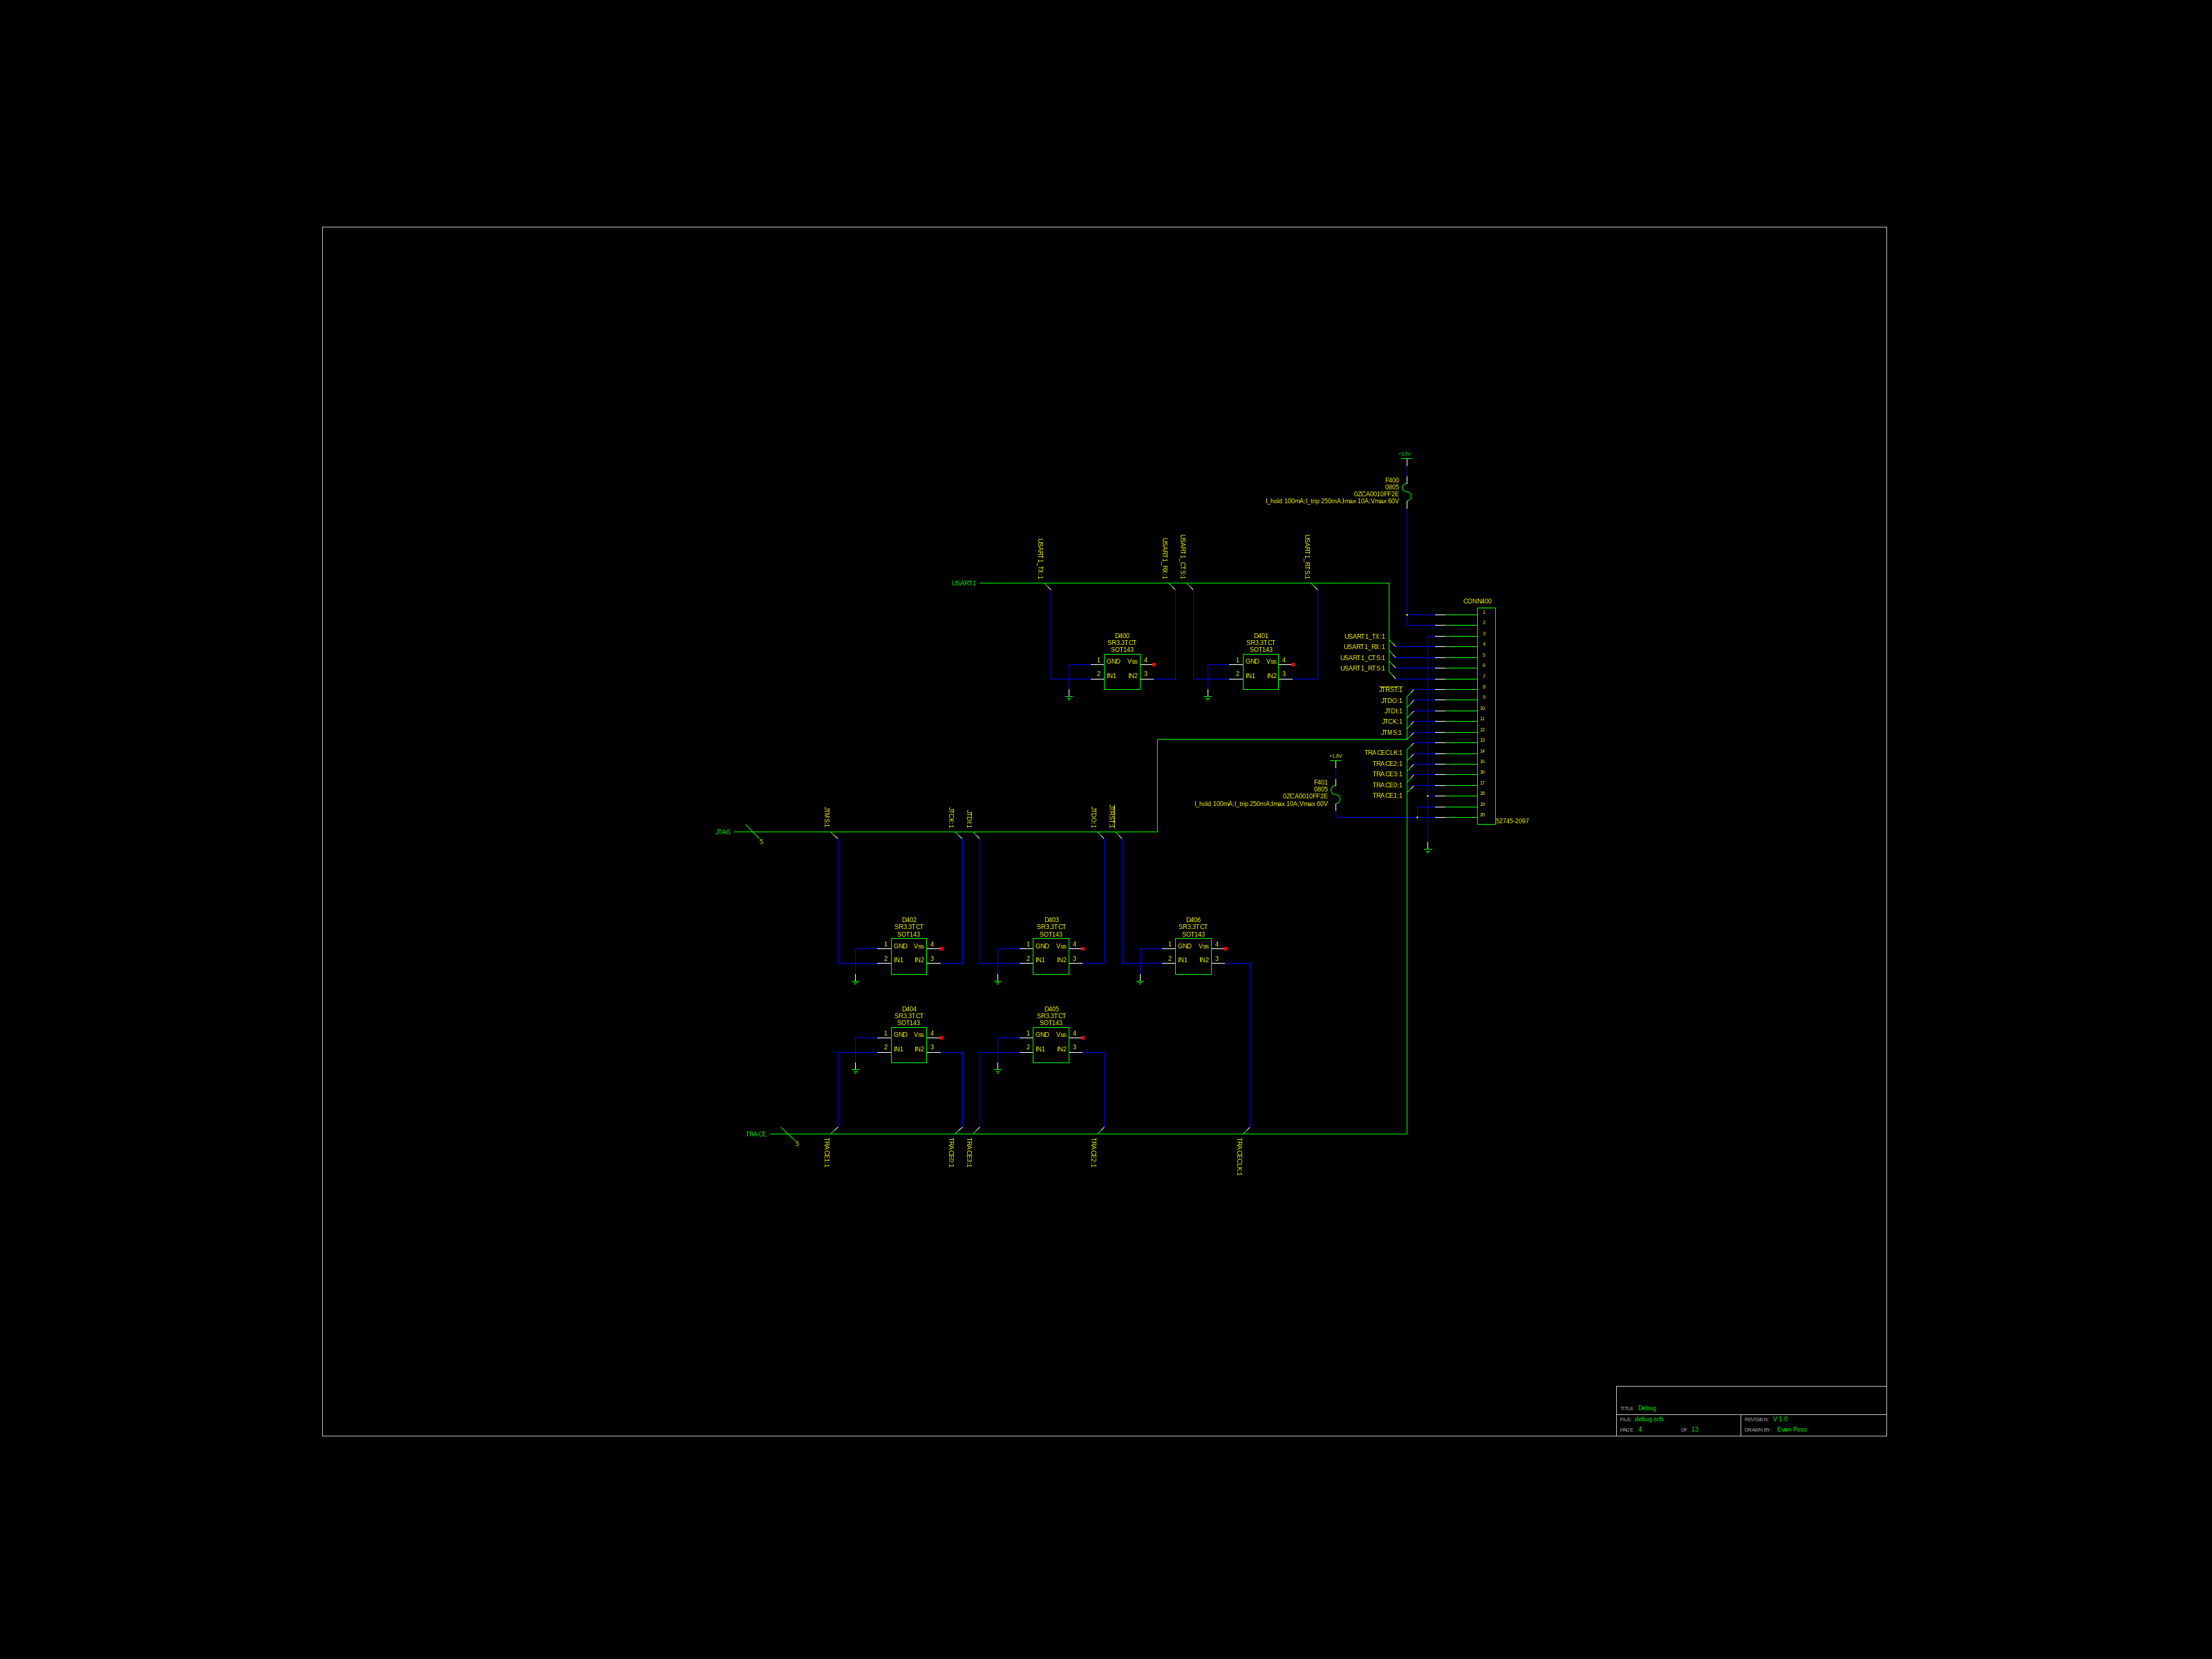 +3.3V
F400
0805
0ZCA0010FF2E
I_hold 100mA;I_trip 250mA;Imax 10A;Vmax 60V
USART1_TX:1
USART1_RX:1
USART1_CTS:1
USART1_RTS:1
USART1
CONN400
1
2
3
4
5
6
7
8
9
10
11
12
13
14
15
16
17
18
19
20
52745-2097
D400
SR3.3TCT
SOT143
1 GND Vss 4
2 IN1 IN2 3
D401
SR3.3TCT
SOT143
1 GND Vss 4
2 IN1 IN2 3
USART1_TX:1
USART1_RX:1
USART1_CTS:1
USART1_RTS:1
JTRST:1
JTDO:1
JTDI:1
JTCK:1
JTMS:1
TRACECLK:1
TRACE2:1
TRACE3:1
TRACE0:1
TRACE1:1
+1.8V
F401
0805
0ZCA0010FF2E
I_hold 100mA;I_trip 250mA;Imax 10A;Vmax 60V
JTMS:1
JTCK:1
JTDI:1
JTDO:1
JTRST:1
JTAG
5
D402
SR3.3TCT
SOT143
1 GND Vss 4
2 IN1 IN2 3
D403
SR3.3TCT
SOT143
1 GND Vss 4
2 IN1 IN2 3
D406
SR3.3TCT
SOT143
1 GND Vss 4
2 IN1 IN2 3
D404
SR3.3TCT
SOT143
1 GND Vss 4
2 IN1 IN2 3
D405
SR3.3TCT
SOT143
1 GND Vss 4
2 IN1 IN2 3
TRACE
5
TRACE1:1
TRACE0:1
TRACE3:1
TRACE2:1
TRACECLK:1
TITLE: Debug
FILE: debug.sch
REVISION: V 1.0
PAGE: 4 OF 13
DRAWN BY: Evan Foss